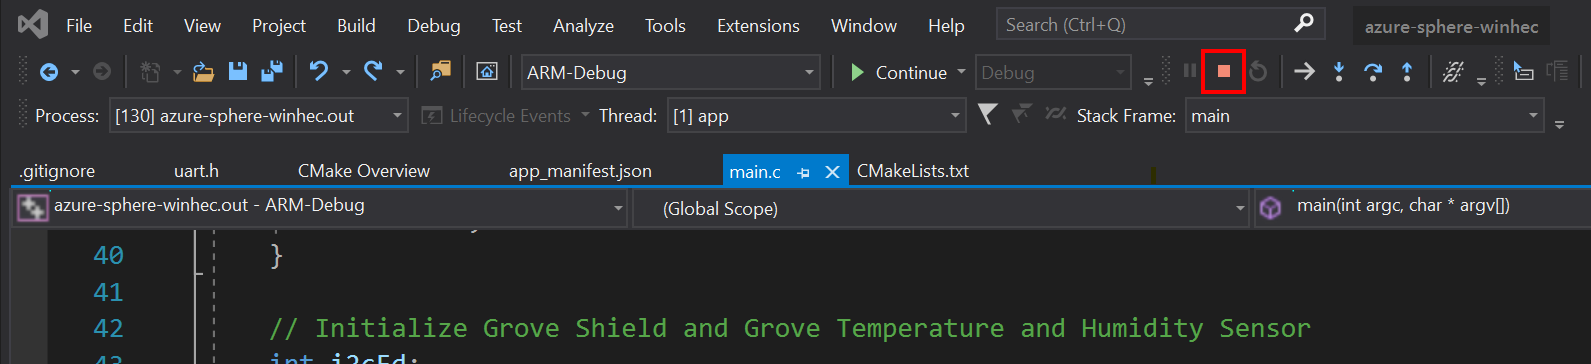 File Edit View Project Build Debug Test Analyze Tools Extensions Window Help Search (Ctrl+Q) azure-sphere-winhec
ARM-Debug Continue Debug
Process: [130] azure-sphere-winhec.out Lifecycle Events Thread: [1] app Stack Frame: main
.gitignore uart.h CMake Overview app_manifest.json main.c CMakeLists.txt
azure-sphere-winhec.out - ARM-Debug (Global Scope) main(int argc, char * argv[])
40 }
41
42 // Initialize Grove Shield and Grove Temperature and Humidity Sensor
43 int i2cFd;